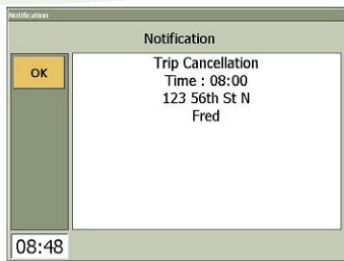 Notification
Notification
OK
Trip Cancellation
Time : 08:00
123 56th St N
Fred
08:48